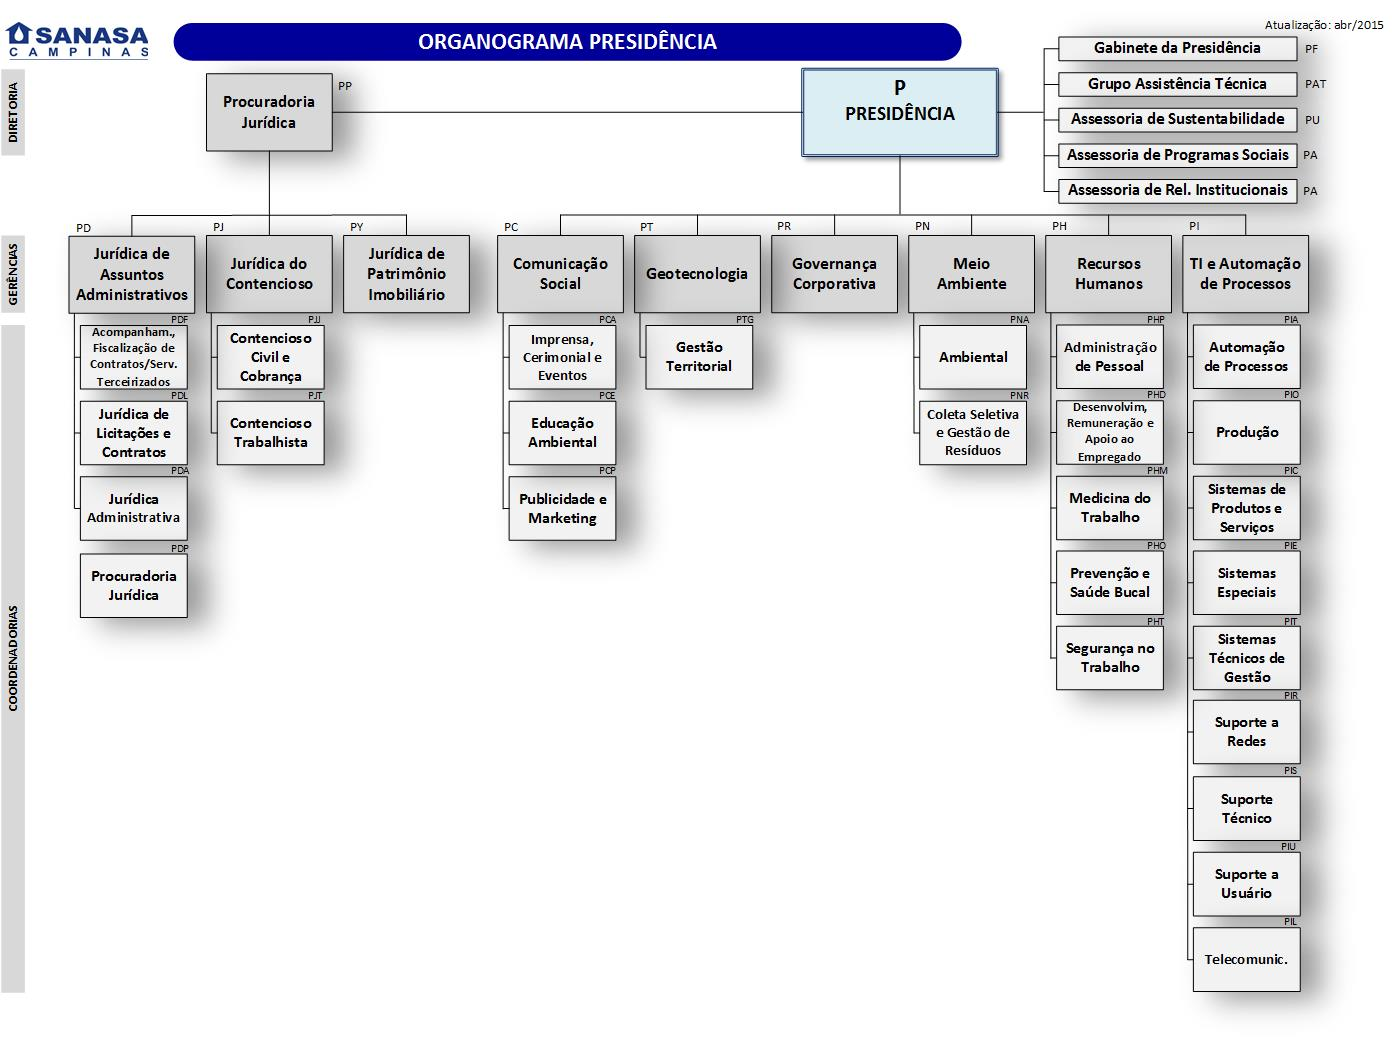 SANASA
CAMPINAS
ORGANOGRAMA PRESIDÊNCIA
Atualização: abr/2015
DIRETORIA
Procuradoria
Jurídica
PP
P
PRESIDÊNCIA
Gabinete da Presidência
PF
Grupo Assistência Técnica
PAT
Assessoria de Sustentabilidade
PU
Assessoria de Programas Sociais
PA
Assessoria de Rel. Institucionais
PA
GERÊNCIAS
PD
Jurídica de
Assuntos
Administrativos
PJ
Jurídica do
Contencioso
PY
Jurídica de
Patrimônio
Imobiliário
PC
Comunicação
Social
PT
Geotecnologia
PR
Governança
Corporativa
PN
Meio
Ambiente
PH
Recursos
Humanos
PI
TI e Automação
de Processos
COORDENADORIAS
PDF
Acompanham.,
Fiscalização de
Contratos/Serv.
Terceirizados
PDL
Jurídica de
Licitações e
Contratos
PDA
Jurídica
Administrativa
PDP
Procuradoria
Jurídica
PJJ
Contencioso
Civil e
Cobrança
PJT
Contencioso
Trabalhista
PCA
Imprensa,
Cerimonial e
Eventos
PCE
Educação
Ambiental
PCP
Publicidade e
Marketing
PTG
Gestão
Territorial
PNA
Ambiental
PNR
Coleta Seletiva
e Gestão de
Resíduos
PHP
Administração
de Pessoal
PHD
Desenvolvim,
Remuneração e
Apoio ao
Empregado
PHM
Medicina do
Trabalho
PHO
Prevenção e
Saúde Bucal
PHT
Segurança no
Trabalho
PIA
Automação
de Processos
PIO
Produção
PIC
Sistemas de
Produtos e
Serviços
PIE
Sistemas
Especiais
PIT
Sistemas
Técnicos de
Gestão
PIR
Suporte a
Redes
PIS
Suporte
Técnico
PIU
Suporte a
Usuário
PIL
Telecomunic.